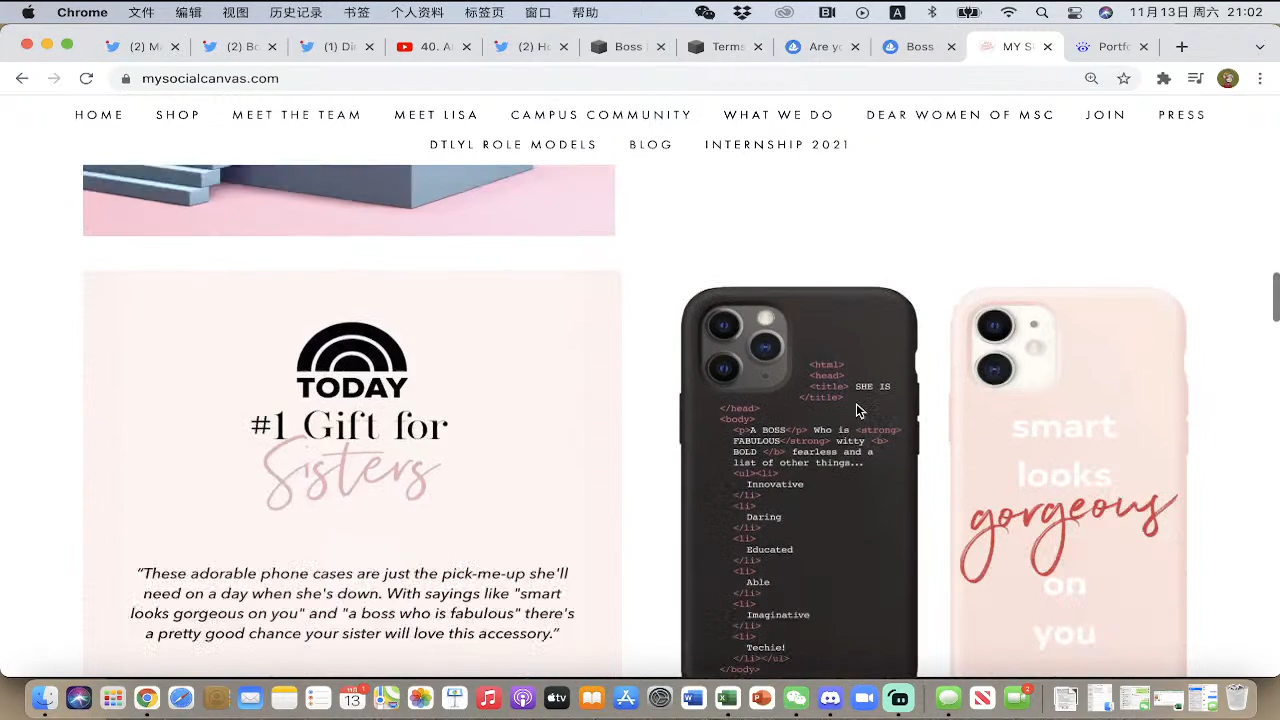 Chrome 文件 编辑 视图 历史记录 书签 个人资料 标签页 窗口 帮助 A 11月13日 周六 21:02
(2) M (2) Bo (1) Di 40. A (2) Ho Boss Terms Are yo Boss MY S Portf
mysocialcanvas.com
HOME SHOP MEET THE TEAM MEET LISA CAMPUS COMMUNITY WHAT WE DO DEAR WOMEN OF MSC JOIN PRESS
DTLYL ROLE MODELS BLOG INTERNSHIP 2021
TODAY
#1 Gift for
Sisters
"These adorable phone cases are just the pick-me-up she'll
need on a day when she's down. With sayings like "smart
looks gorgeous on you" and "a boss who is fabulous" there's
a pretty good chance your sister will love this accessory."
<html>
<head>
<title> SHE IS
</title>
</head>
<body>
<p>A BOSS</p> Who is <strong>
FABULOUS</strong> witty <b>
BOLD </b> fearless and a
list of other things...
<ul><li>
Innovative
</li>
<li>
Daring
</li>
<li>
Educated
</li>
<li>
Able
</li>
<li>
Imaginative
</li>
<li>
Techie!
</li></ul>
</body>
smart
looks
gorgeous
on
you